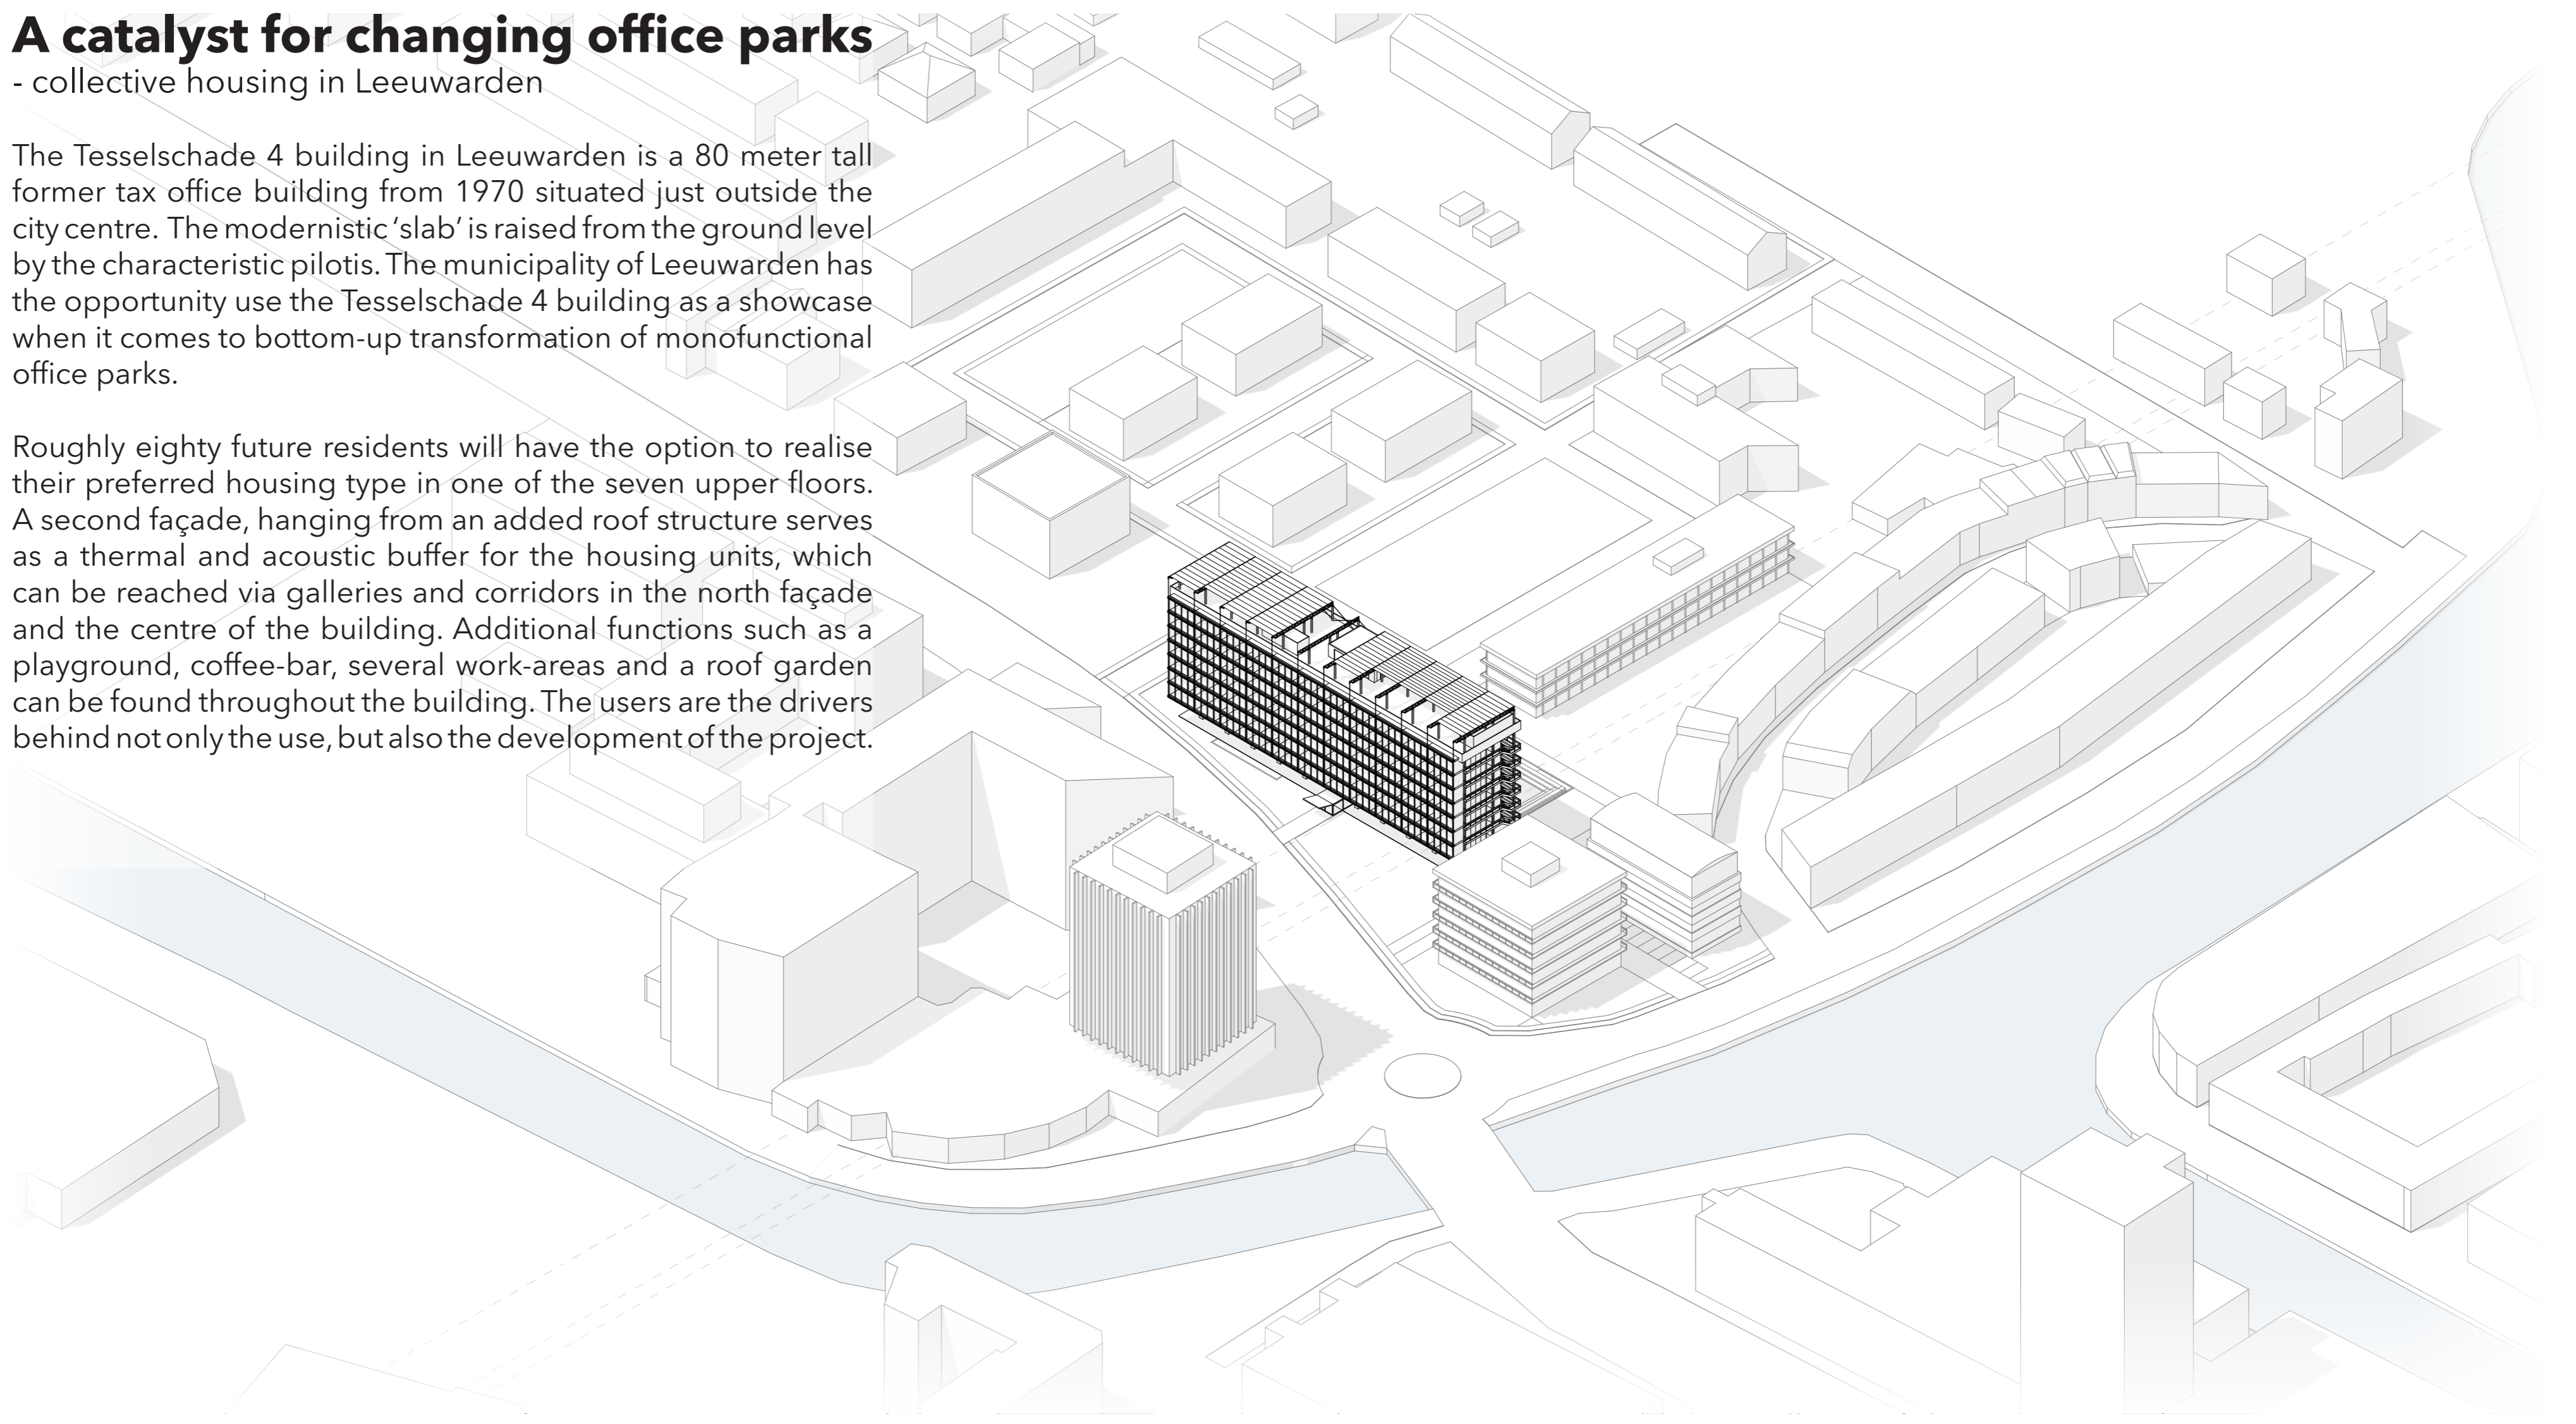 A catalyst for changing office parks
- collective housing in Leeuwarden
The Tesselschade 4 building in Leeuwarden is a 80 meter tall
former tax office building from 1970 situated just outside the
city centre. The modernistic ‘slab’ is raised from the ground level
by the characteristic pilotis. The municipality of Leeuwarden has
the opportunity use the Tesselschade 4 building as a showcase
when it comes to bottom-up transformation of monofunctional
office parks.
Roughly eighty future residents will have the option to realise
their preferred housing type in one of the seven upper floors.
A second façade, hanging from an added roof structure serves
as a thermal and acoustic buffer for the housing units, which
can be reached via galleries and corridors in the north façade
and the centre of the building. Additional functions such as a
playground, coffee-bar, several work-areas and a roof garden
can be found throughout the building. The users are the drivers
behind not only the use, but also the development of the project.